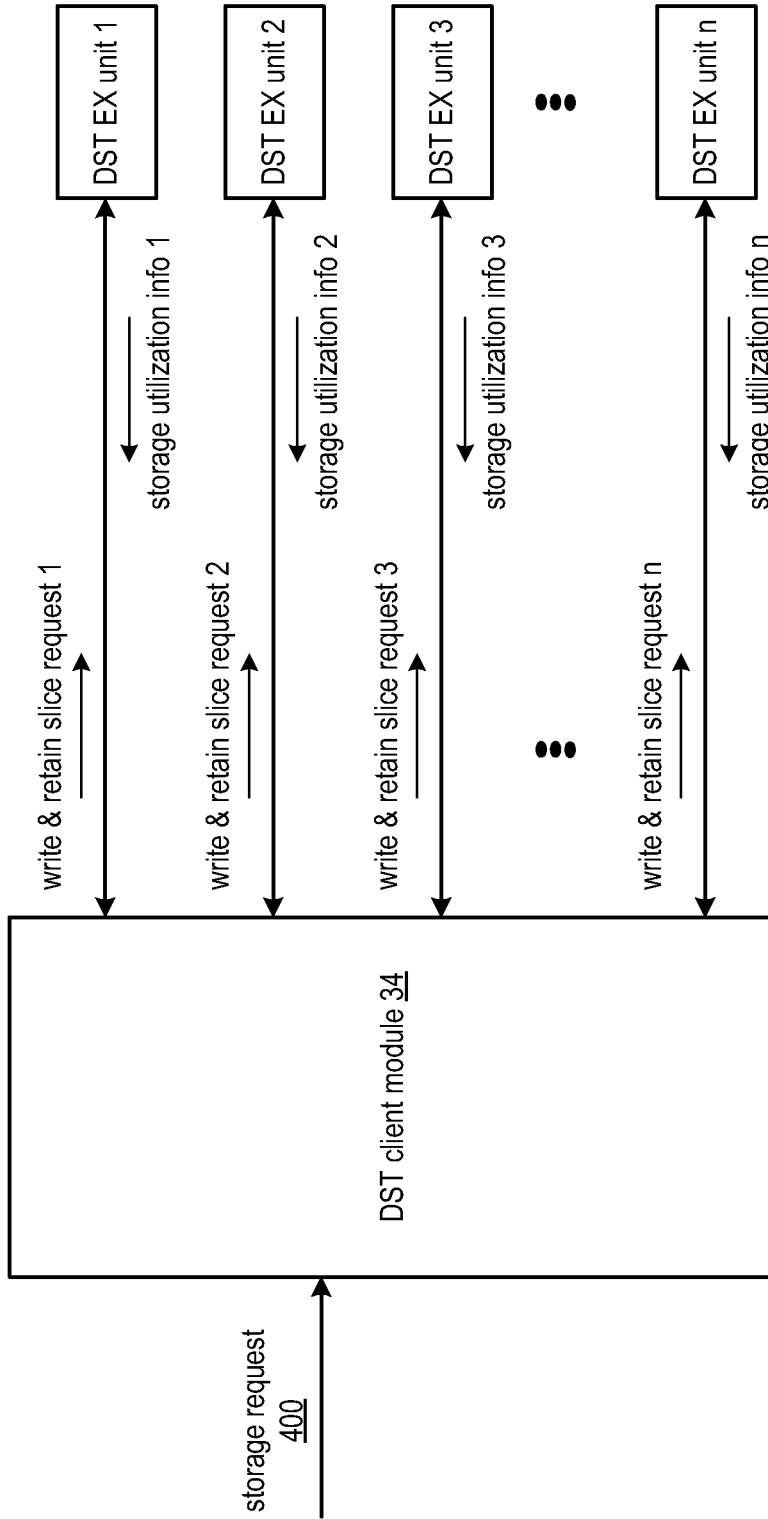 storage request
400
DST client module 34
write & retain slice request 1
storage utilization info 1
DST EX unit 1
write & retain slice request 2
storage utilization info 2
DST EX unit 2
write & retain slice request 3
storage utilization info 3
DST EX unit 3
write & retain slice request n
storage utilization info n
DST EX unit n